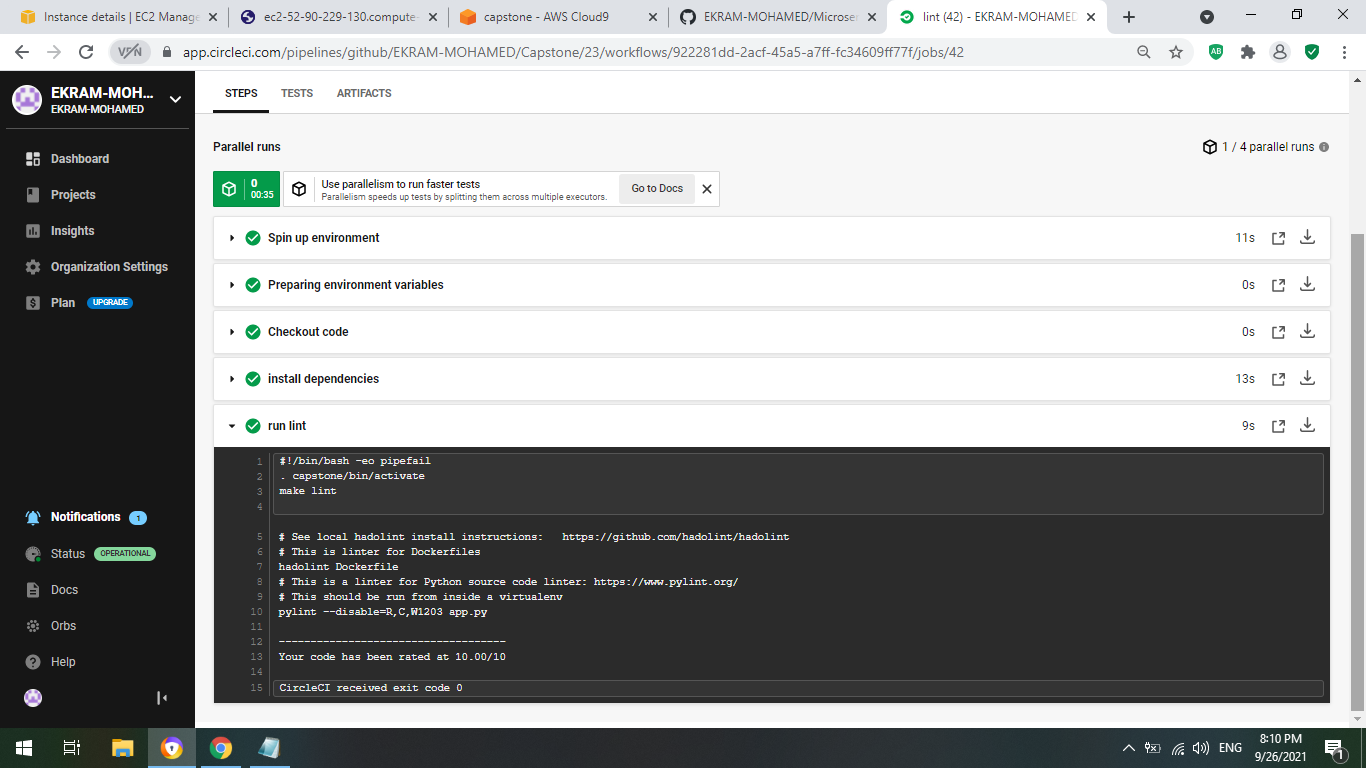 Instance details | EC2 Manage
ec2-52-90-229-130.compute-
capstone - AWS Cloud9
EKRAM-MOHAMED/Microser
lint (42) - EKRAM-MOHAMED
VPN
app.circleci.com/pipelines/github/EKRAM-MOHAMED/Capstone/23/workflows/922281dd-2acf-45a5-a7ff-fc34609ff77f/jobs/42
AB
EKRAM-MOH...
EKRAM-MOHAMED
Dashboard
Projects
Insights
Organization Settings
Plan UPGRADE
Notifications 1
Status OPERATIONAL
Docs
Orbs
Help
STEPS TESTS ARTIFACTS
Parallel runs
1 / 4 parallel runs
0
00:35
Use parallelism to run faster tests
Parallelism speeds up tests by splitting them across multiple executors.
Go to Docs
Spin up environment 11s
Preparing environment variables 0s
Checkout code 0s
install dependencies 13s
run lint 9s
1 #!/bin/bash -eo pipefail
2 . capstone/bin/activate
3 make lint
4
5 # See local hadolint install instructions:   https://github.com/hadolint/hadolint
6 # This is linter for Dockerfiles
7 hadolint Dockerfile
8 # This is a linter for Python source code linter: https://www.pylint.org/
9 # This should be run from inside a virtualenv
10 pylint --disable=R,C,W1203 app.py
11
12 ------------------------------------
13 Your code has been rated at 10.00/10
14
15 CircleCI received exit code 0
ENG
8:10 PM
9/26/2021
1